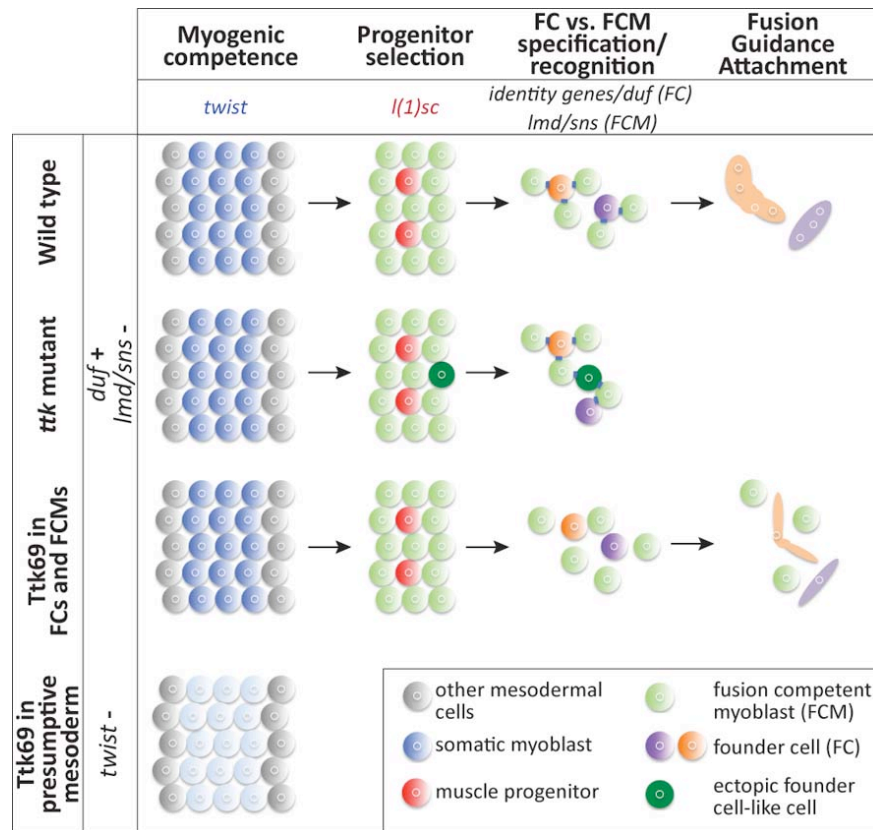 Myogenic
competence
Progenitor
selection
FC vs. FCM
specification/
recognition
Fusion
Guidance
Attachment
twist
l(1)sc
identity genes/duf (FC)
lmd/sns (FCM)
Wild type
ttk mutant
duf +
lmd/sns -
Ttk69 in
FCs and FCMs
Ttk69 in
presumptive
mesoderm
twist -
other mesodermal
cells
somatic myoblast
muscle progenitor
fusion competent
myoblast (FCM)
founder cell (FC)
ectopic founder
cell-like cell